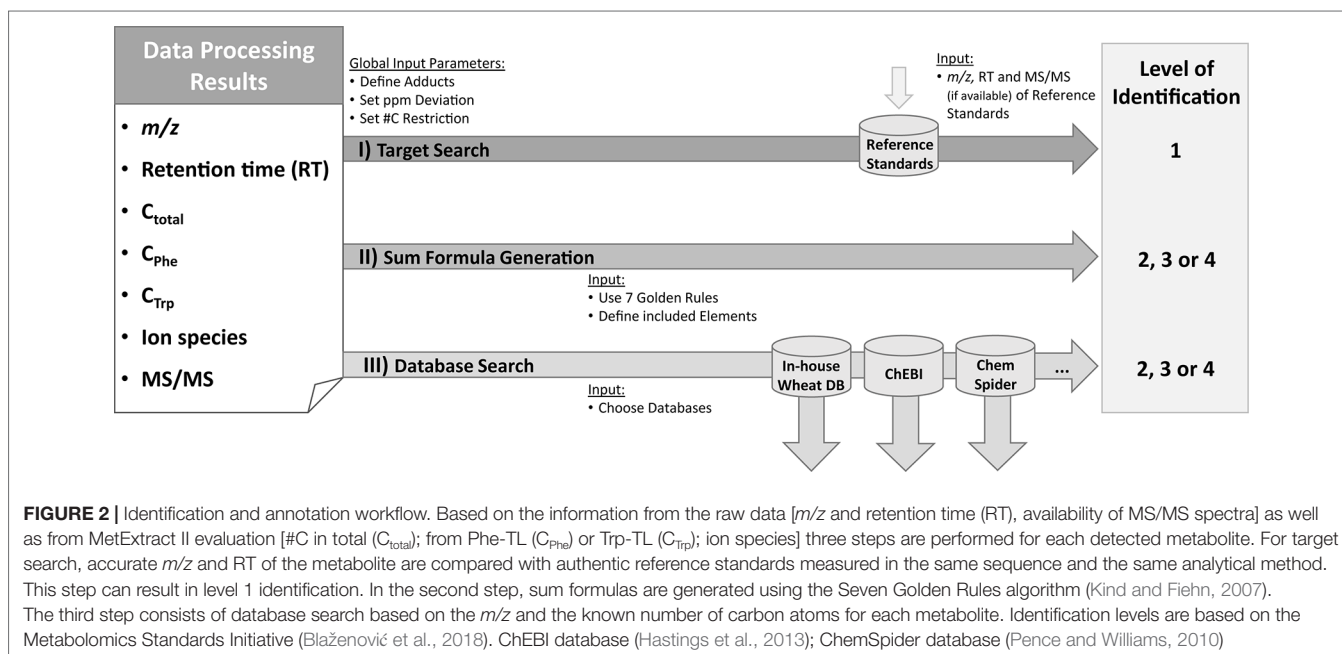 Data Processing
Results
• m/z
• Retention time (RT)
• Ctotal
• CPhe
• CTrp
• Ion species
• MS/MS
Global Input Parameters:
• Define Adducts
• Set ppm Deviation
• Set #C Restriction
I) Target Search
Input:
• m/z, RT and MS/MS
(if available) of Reference
Standards
Reference
Standards
II) Sum Formula Generation
Input:
• Use 7 Golden Rules
• Define included Elements
III) Database Search
Input:
• Choose Databases
In-house
Wheat DB
ChEBI
Chem
Spider
...
Level of
Identification
1
2, 3 or 4
2, 3 or 4
FIGURE 2 | Identification and annotation workflow. Based on the information from the raw data [m/z and retention time (RT), availability of MS/MS spectra] as well
as from MetExtract II evaluation [#C in total (Ctotal); from Phe-TL (CPhe) or Trp-TL (CTrp); ion species] three steps are performed for each detected metabolite. For target
search, accurate m/z and RT of the metabolite are compared with authentic reference standards measured in the same sequence and the same analytical method.
This step can result in level 1 identification. In the second step, sum formulas are generated using the Seven Golden Rules algorithm (Kind and Fiehn, 2007).
The third step consists of database search based on the m/z and the known number of carbon atoms for each metabolite. Identification levels are based on the
Metabolomics Standards Initiative (Blaženović et al., 2018). ChEBI database (Hastings et al., 2013); ChemSpider database (Pence and Williams, 2010)